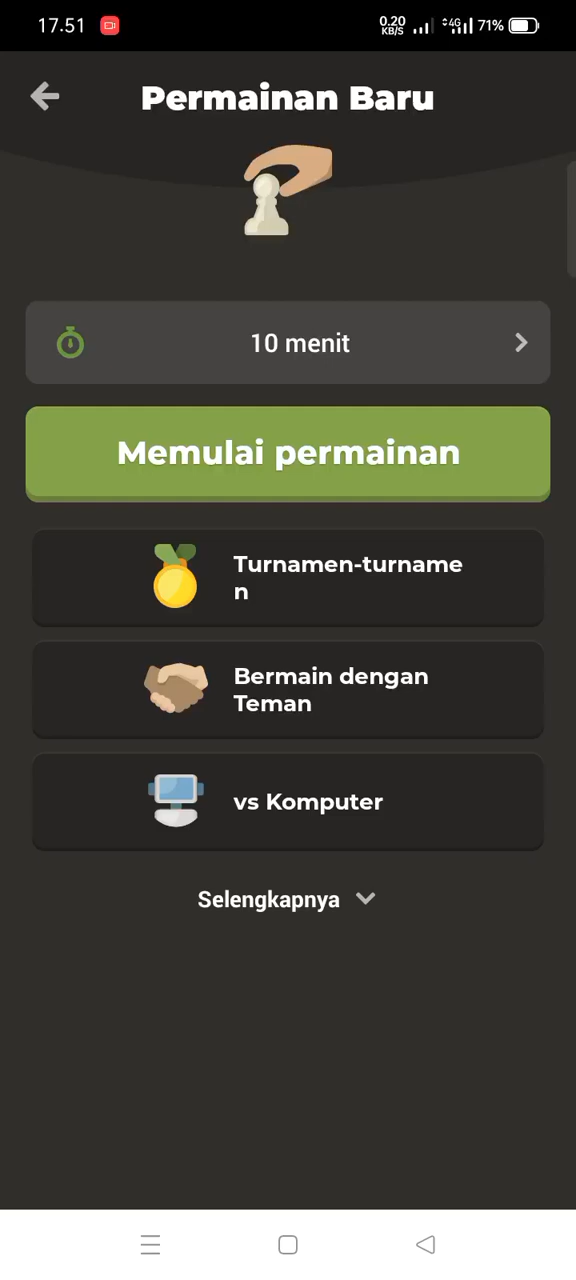 17.51
0.20 KB/S 4G 71%
Permainan Baru
10 menit
Memulai permainan
Turnamen-turname
n
Bermain dengan
Teman
vs Komputer
Selengkapnya